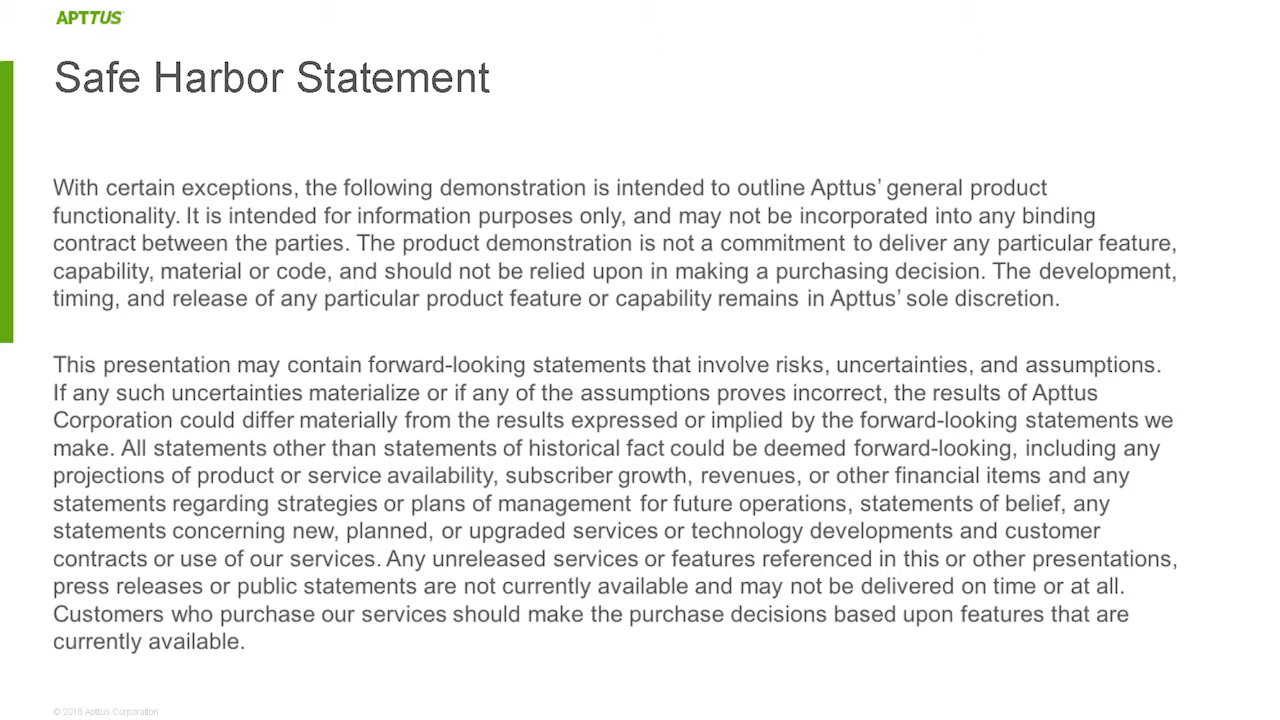 APTTUS
Safe Harbor Statement
With certain exceptions, the following demonstration is intended to outline Apttus’ general product
functionality. It is intended for information purposes only, and may not be incorporated into any binding
contract between the parties. The product demonstration is not a commitment to deliver any particular feature,
capability, material or code, and should not be relied upon in making a purchasing decision. The development,
timing, and release of any particular product feature or capability remains in Apttus’ sole discretion.
This presentation may contain forward-looking statements that involve risks, uncertainties, and assumptions.
If any such uncertainties materialize or if any of the assumptions proves incorrect, the results of Apttus
Corporation could differ materially from the results expressed or implied by the forward-looking statements we
make. All statements other than statements of historical fact could be deemed forward-looking, including any
projections of product or service availability, subscriber growth, revenues, or other financial items and any
statements regarding strategies or plans of management for future operations, statements of belief, any
statements concerning new, planned, or upgraded services or technology developments and customer
contracts or use of our services. Any unreleased services or features referenced in this or other presentations,
press releases or public statements are not currently available and may not be delivered on time or at all.
Customers who purchase our services should make the purchase decisions based upon features that are
currently available.
© 2018 Apttus Corporation